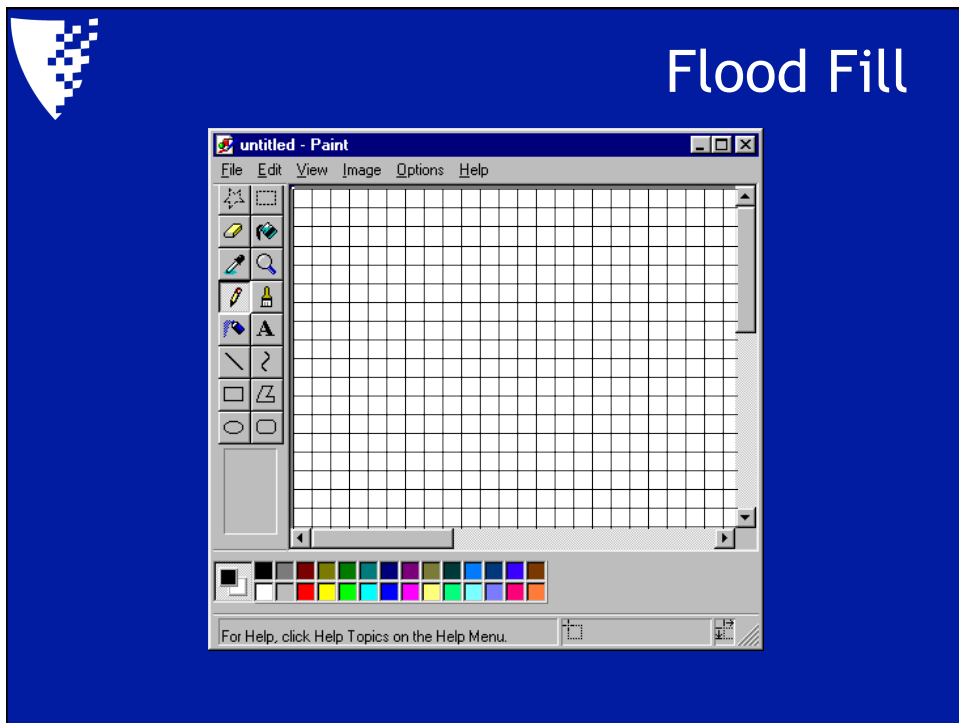 Flood Fill
untitled - Paint
File Edit View Image Options Help
A
For Help, click Help Topics on the Help Menu.